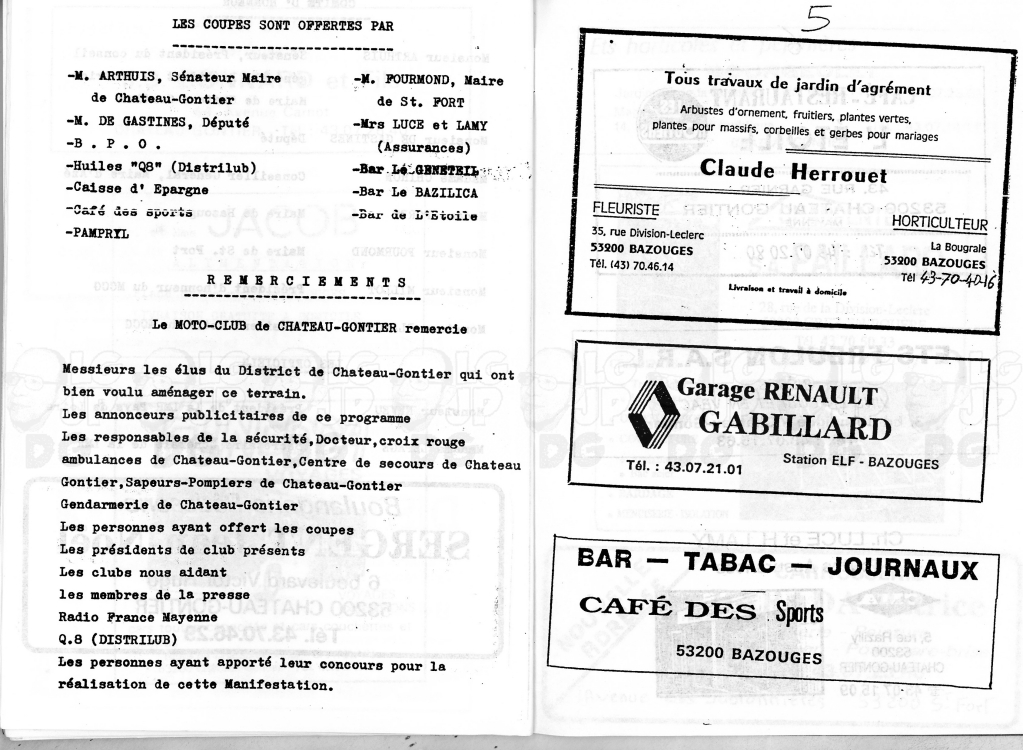 LES COUPES SONT OFFERTES PAR
-M. ARTHUIS, Sénateur Maire
de Chateau-Gontier
-M. DE GASTINES, Député
-B . P . O .
-Huiles "Q8" (Distrilub)
-Caisse d' Epargne
-Café des sports
-PAMPRYL
-M. FOURMOND, Maire
de St. FORT
-Mrs LUCE et LAMY
(Assurances)
-Bar Le GENETEIL
-Bar Le BAZILICA
-Bar de L'Etoile
REMERCIEMENTS
Le MOTO-CLUB de CHATEAU-GONTIER remercie
Messieurs les élus du District de Chateau-Gontier qui ont
bien voulu aménager ce terrain.
Les annonceurs publicitaires de ce programme
Les responsables de la sécurité,Docteur,croix rouge
ambulances de Chateau-Gontier,Centre de secours de Chateau
Gontier,Sapeurs-Pompiers de Chateau-Gontier
Gendarmerie de Chateau-Gontier
Les personnes ayant offert les coupes
Les présidents de club présents
Les clubs nous aidant
les membres de la presse
Radio France Mayenne
Q.8 (DISTRILUB)
Les personnes ayant apporté leur concours pour la
réalisation de cette Manifestation.
5
Tous travaux de jardin d'agrément
Arbustes d'ornement, fruitiers, plantes vertes,
plantes pour massifs, corbeilles et gerbes pour mariages
Claude Herrouet
FLEURISTE
35, rue Division-Leclerc
53200 BAZOUGES
Tél. (43) 70.46.14
HORTICULTEUR
La Bougrale
53200 BAZOUGES
Tél 43-70-40-16
Livraison et travail à domicile
Garage RENAULT
GABILLARD
Tél. : 43.07.21.01
Station ELF - BAZOUGES
BAR — TABAC — JOURNAUX
CAFÉ DES Sports
53200 BAZOUGES